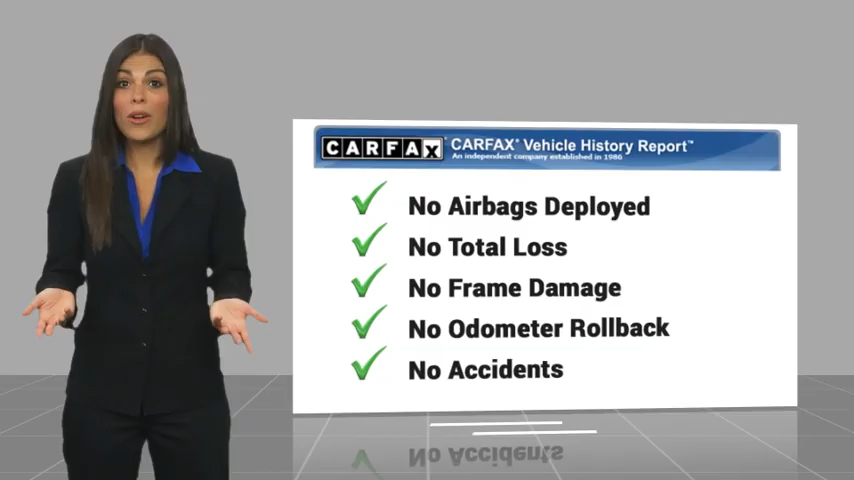 CARFAX CARFAX® Vehicle History Report™
An independent company established in 1986
No Airbags Deployed
No Total Loss
No Frame Damage
No Odometer Rollback
No Accidents
No Accidents